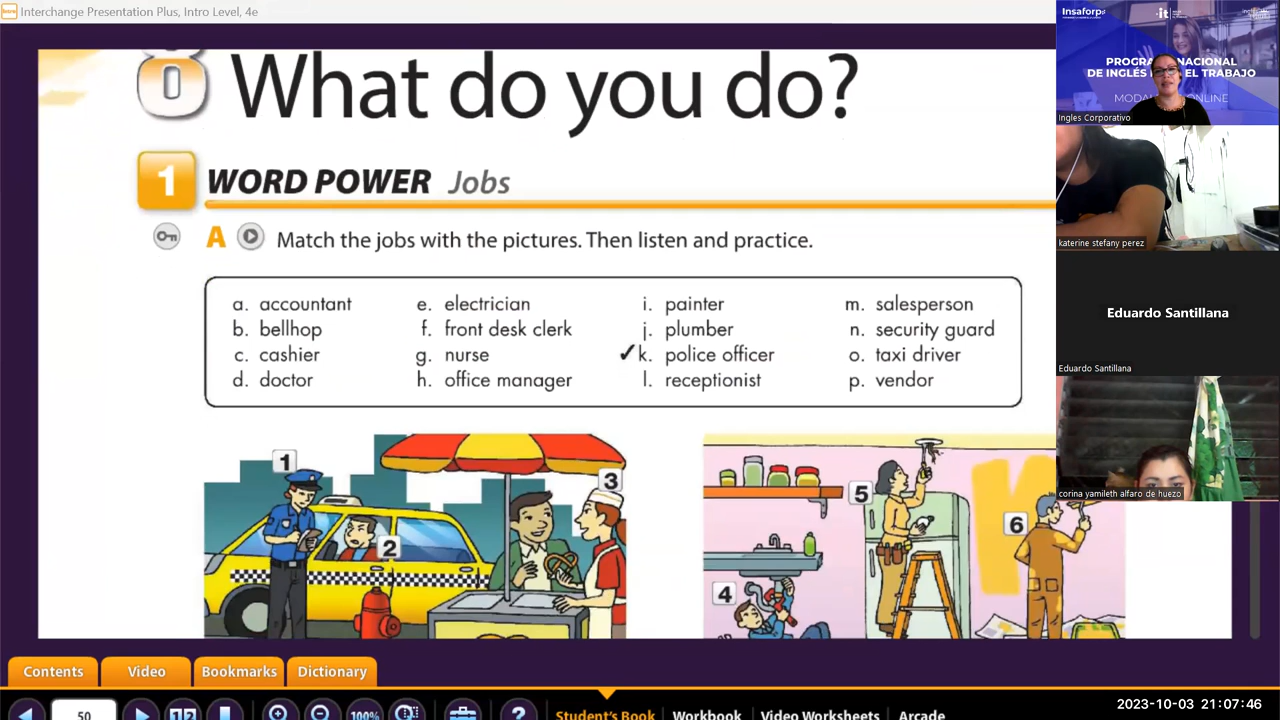 Interchange Presentation Plus, Intro Level, 4e
8 What do you do?
1 WORD POWER Jobs
A Match the jobs with the pictures. Then listen and practice.
a. accountant e. electrician i. painter m. salesperson
b. bellhop f. front desk clerk j. plumber n. security guard
c. cashier g. nurse ✓k. police officer o. taxi driver
d. doctor h. office manager l. receptionist p. vendor
1
2
3
4
5
6
Insaforp
Ingles Corporativo
katerine stefany perez
Eduardo Santillana
Eduardo Santillana
corina yamileth alfaro de huezo
Contents Video Bookmarks Dictionary
50 1 2 100% ? Student's Book Workbook Video Worksheets Arcade
2023-10-03 21:07:46